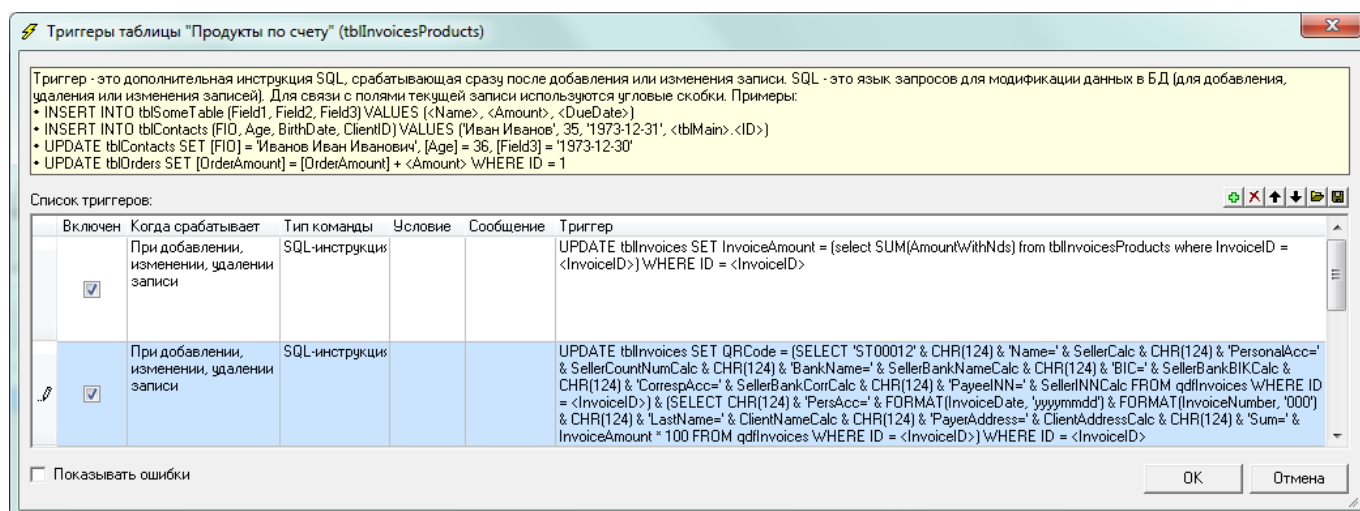 Триггеры таблицы "Продукты по счету" (tblInvoicesProducts)
Триггер - это дополнительная инструкция SQL, срабатывающая сразу после добавления или изменения записи. SQL - это язык запросов для модификации данных в БД (для добавления,
удаления или изменения записей). Для связи с полями текущей записи используются угловые скобки. Примеры:
• INSERT INTO tblSomeTable (Field1, Field2, Field3) VALUES (<Name>, <Amount>, <DueDate>)
• INSERT INTO tblContacts (FIO, Age, BirthDate, ClientID) VALUES ('Иван Иванов', 35, '1973-12-31', <tblMain>.<ID>)
• UPDATE tblContacts SET [FIO] = 'Иванов Иван Иванович', [Age] = 36, [Field3] = '1973-12-30'
• UPDATE tblOrders SET [OrderAmount] = [OrderAmount] + <Amount> WHERE ID = 1
Список триггеров:
Включен Когда срабатывает Тип команды Условие Сообщение Триггер
При добавлении, SQL-инструкция UPDATE tblInvoices SET InvoiceAmount = (select SUM(AmountWithNds) from tblInvoicesProducts where InvoiceID =
изменении, удалении <InvoiceID>) WHERE ID = <InvoiceID>
записи
При добавлении, SQL-инструкция UPDATE tblInvoices SET QRCode = (SELECT 'ST00012' & CHR(124) & 'Name=' & SellerCalc & CHR(124) & 'PersonalAcc='
изменении, удалении & SellerCountNumCalc & CHR(124) & 'BankName=' & SellerBankNameCalc & CHR(124) & 'BIC=' & SellerBankBIKCalc &
записи CHR(124) & 'CorrespAcc=' & SellerBankCorrCalc & CHR(124) & 'PayeeINN=' & SellerINNCalc FROM qdfInvoices WHERE ID
= <InvoiceID>) & (SELECT CHR(124) & 'PersAcc=' & FORMAT(InvoiceDate, 'yyyymmdd') & FORMAT(InvoiceNumber, '000')
& CHR(124) & 'LastName=' & ClientNameCalc & CHR(124) & 'PayerAddress=' & ClientAddressCalc & CHR(124) & 'Sum=' &
InvoiceAmount * 100 FROM qdfInvoices WHERE ID = <InvoiceID>) WHERE ID = <InvoiceID>
Показывать ошибки
OK Отмена